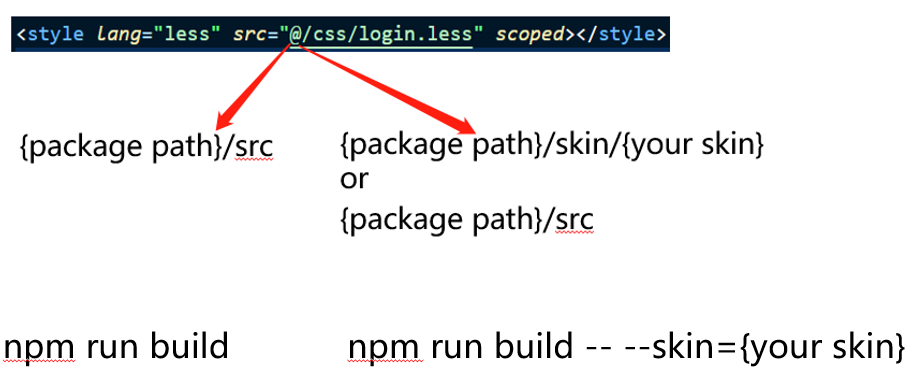 <style lang="less" src="@/css/login.less" scoped></style>
{package path}/src
{package path}/skin/{your skin}
or
{package path}/src
npm run build
npm run build -- --skin={your skin}